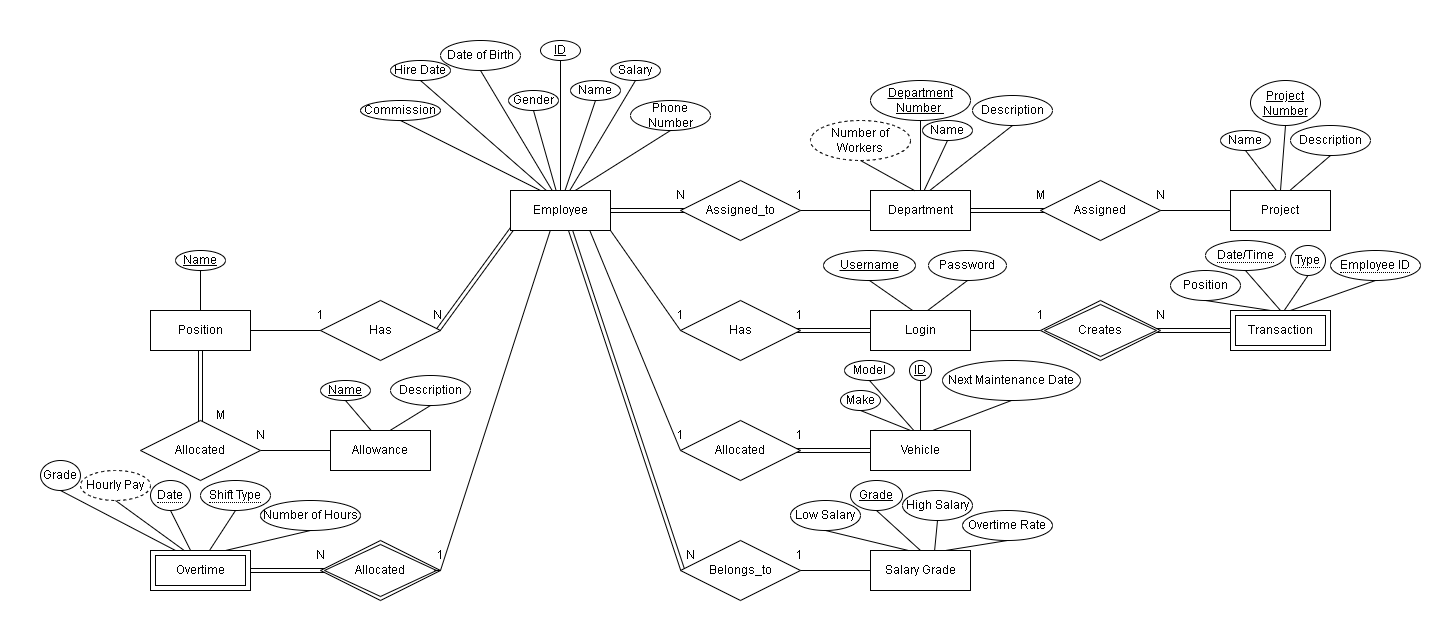 ID
Date of Birth
Hire Date
Salary
Name
Gender
Commission
Phone
Number
Department
Number
Name
Description
Number of
Workers
Project
Number
Name
Description
Employee
N
Assigned_to
1
Department
M
Assigned
N
Project
Name
Username
Password
Date/Time
Type
Employee ID
Position
Position
1
Has
N
1
Has
1
Login
1
Creates
N
Transaction
Model
ID
Next Maintenance Date
Make
Name
Description
M
Allocated
N
Allowance
1
Allocated
1
Vehicle
Grade
Hourly Pay
Date
Shift Type
Number of Hours
Low Salary
Grade
High Salary
Overtime Rate
Overtime
N
Allocated
1
N
Belongs_to
1
Salary Grade